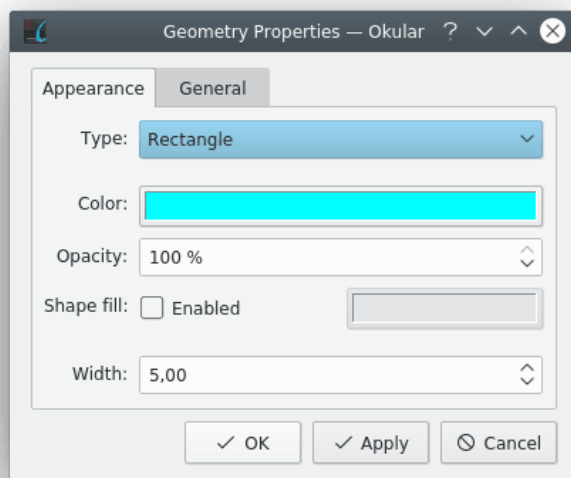 Geometry Properties — Okular ?
Appearance General
Type: Rectangle
Color:
Opacity: 100 %
Shape fill: Enabled
Width: 5,00
OK Apply Cancel